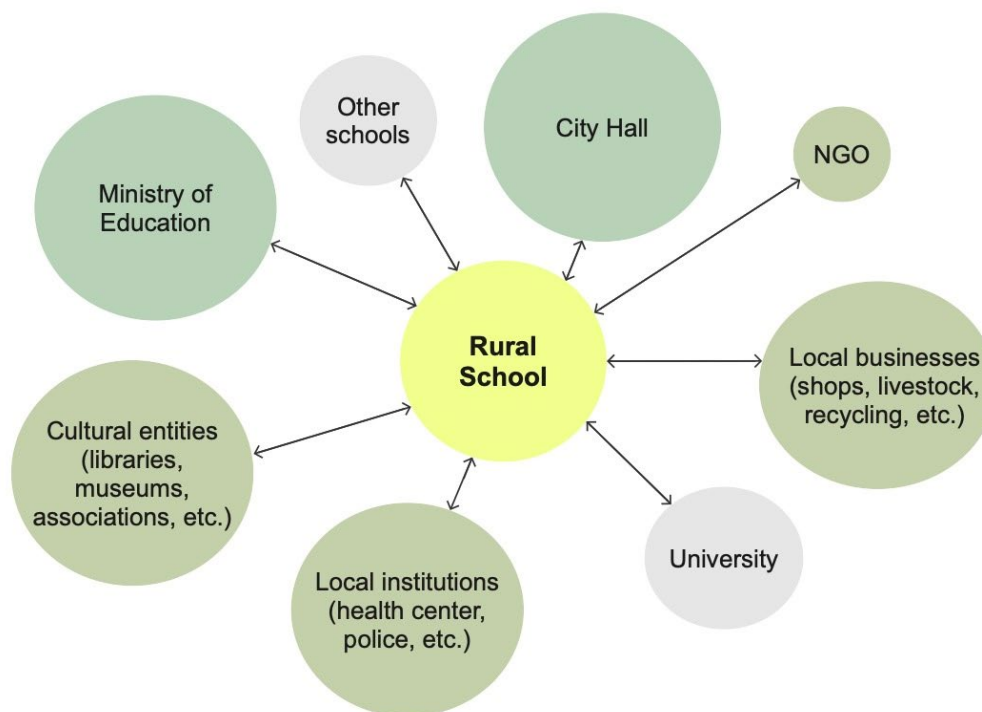 Other
schools
City Hall
NGO
Ministry of
Education
Rural
School
Local businesses
(shops, livestock,
recycling, etc.)
Cultural entities
(libraries,
museums,
associations, etc.)
University
Local institutions
(health center,
police, etc.)